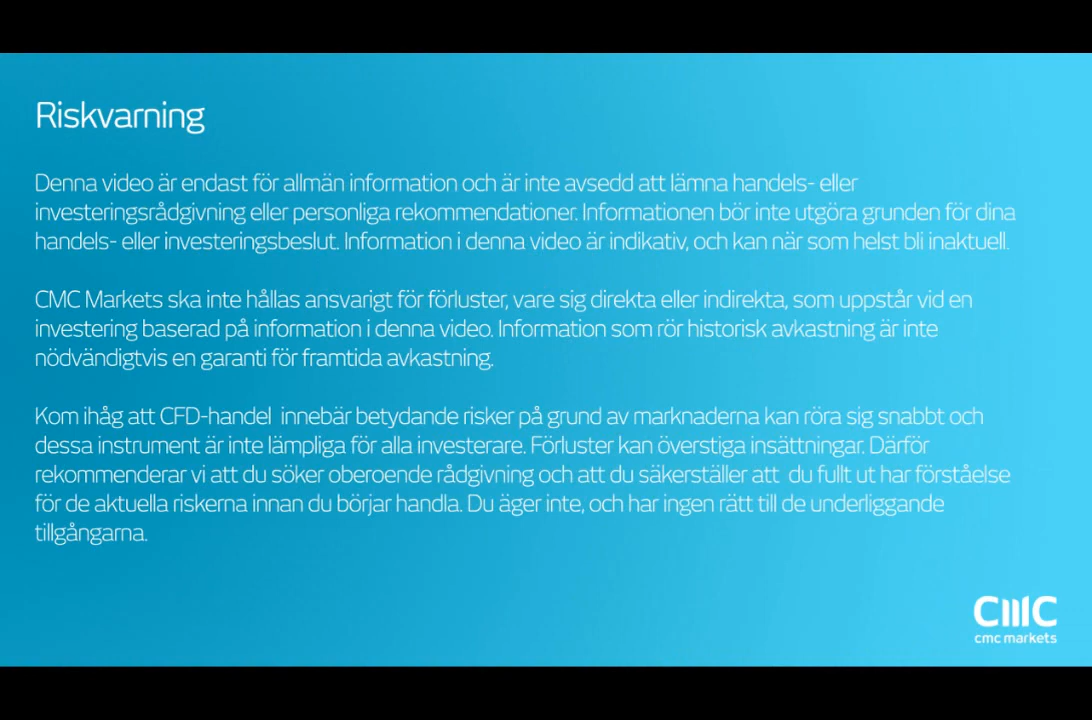 Riskvarning
Denna video är endast för allmän information och är inte avsedd att lämna handels- eller
investeringsrådgivning eller personliga rekommendationer. Informationen bör inte utgöra grunden för dina
handels- eller investeringsbeslut. Information i denna video är indikativ, och kan när som helst bli inaktuell.
CMC Markets ska inte hållas ansvarigt för förluster, vare sig direkta eller indirekta, som uppstår vid en
investering baserad på information i denna video. Information som rör historisk avkastning är inte
nödvändigtvis en garanti för framtida avkastning.
Kom ihåg att CFD-handel innebär betydande risker på grund av marknaderna kan röra sig snabbt och
dessa instrument är inte lämpliga för alla investerare. Förluster kan överstiga insättningar. Därför
rekommenderar vi att du söker oberoende rådgivning och att du säkerställer att du fullt ut har förståelse
för de aktuella riskerna innan du börjar handla. Du äger inte, och har ingen rätt till de underliggande
tillgångarna.
CMC
cmc markets